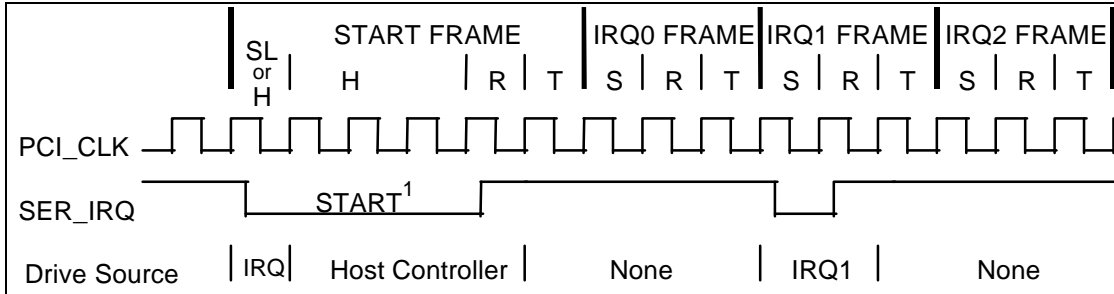 START FRAME IRQ0 FRAME IRQ1 FRAME IRQ2 FRAME
SL
or
H
H R T S R T S R T S R T
PCI_CLK
SER_IRQ START1
Drive Source IRQ Host Controller None IRQ1 None